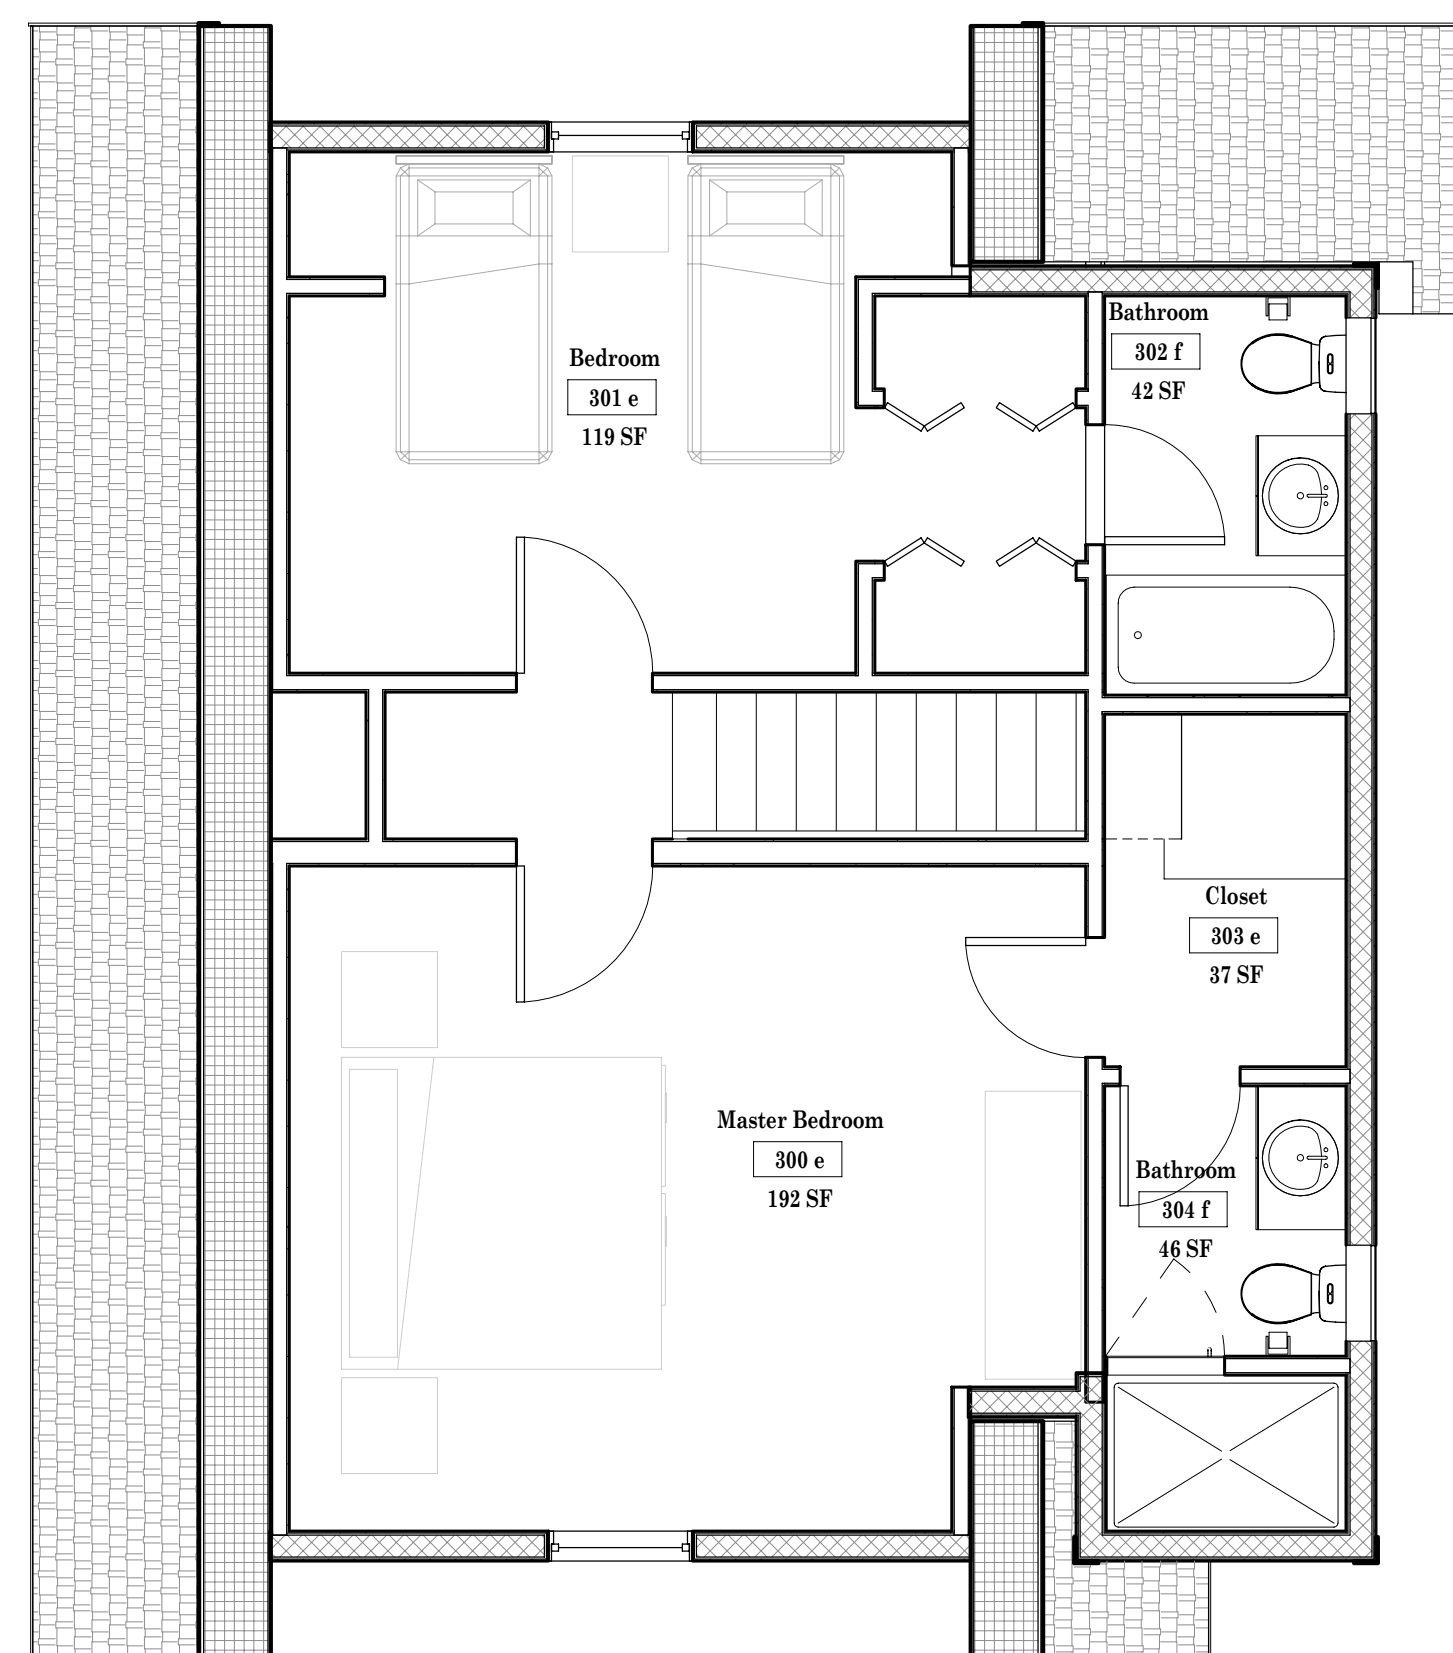 Bathroom
302 f
42 SF
Bedroom
301 e
119 SF
Closet
303 e
37 SF
Master Bedroom
300 e
192 SF
Bathroom
304 f
46 SF